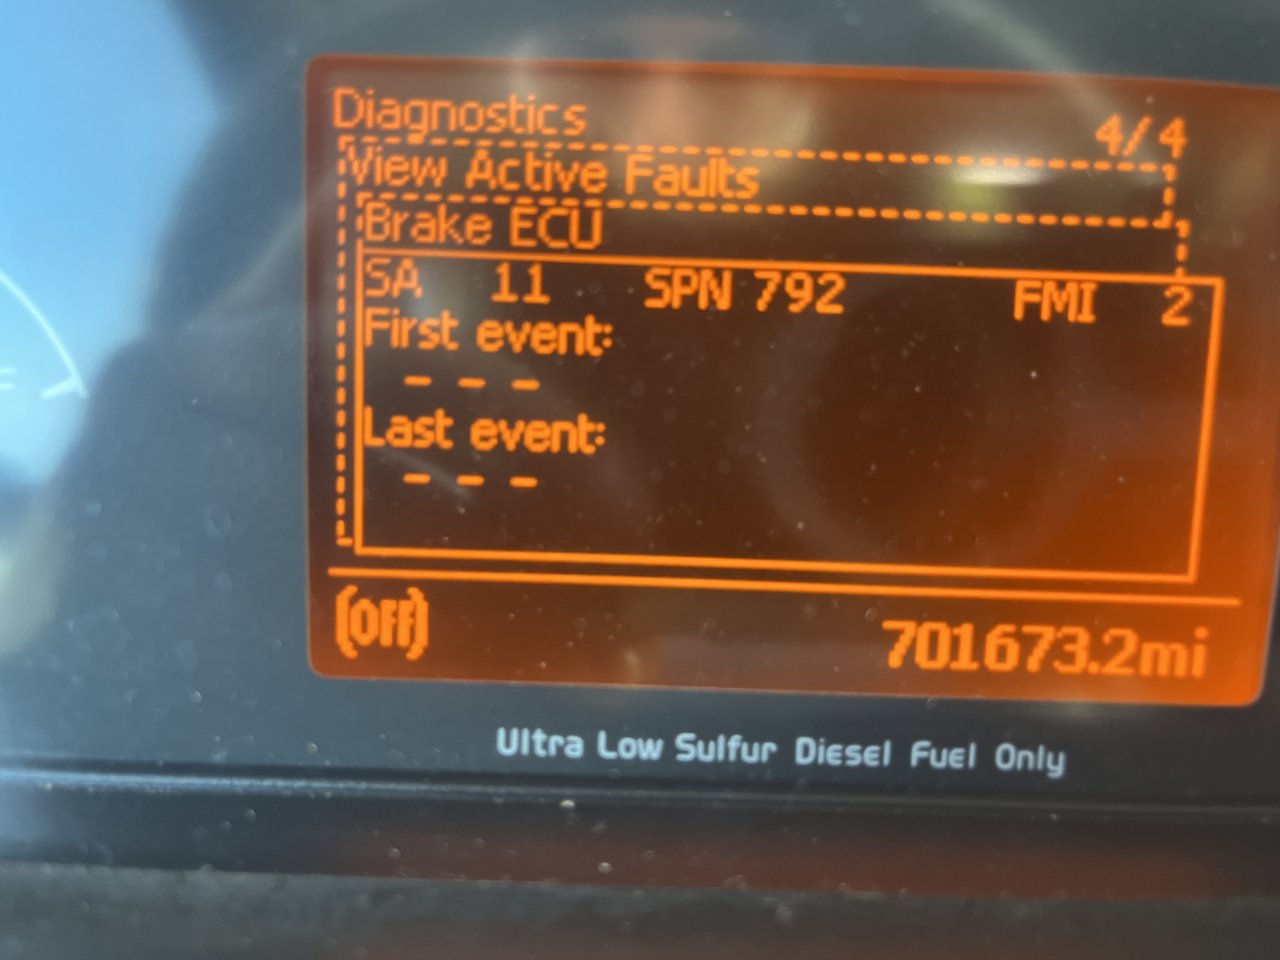 Diagnostics
4/4
View Active Faults
Brake ECU
SA 11 SPN 792 FMI 2
First event:
- - -
Last event:
- - -
(Off)
701673.2mi
Ultra Low Sulfur Diesel Fuel Only